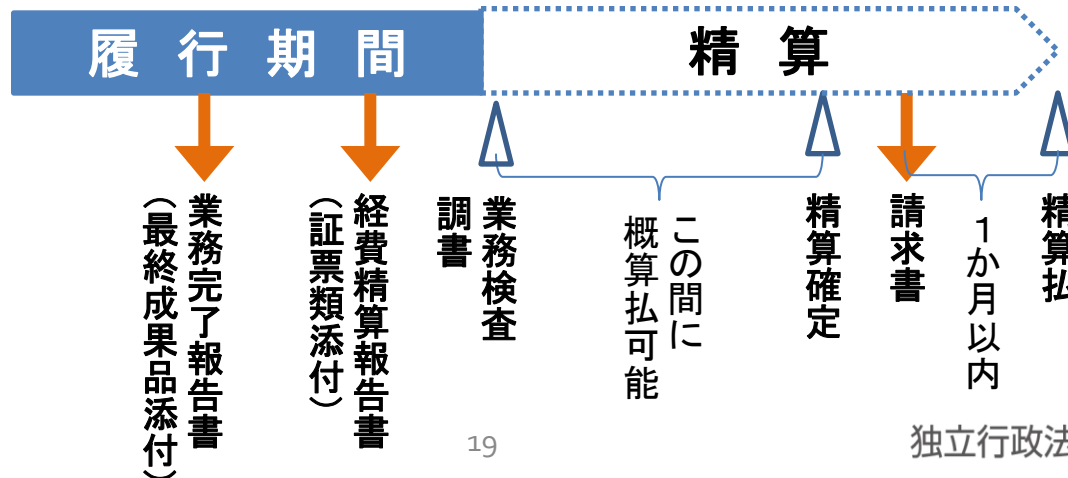 履行期間
精算
業務完了報告書
（最終成果品添付）
経費精算報告書
（証票類添付）
業務検査
調書
この間に
概算払可能
精算確定
請求書
１か月以内
精算払
19
独立行政法